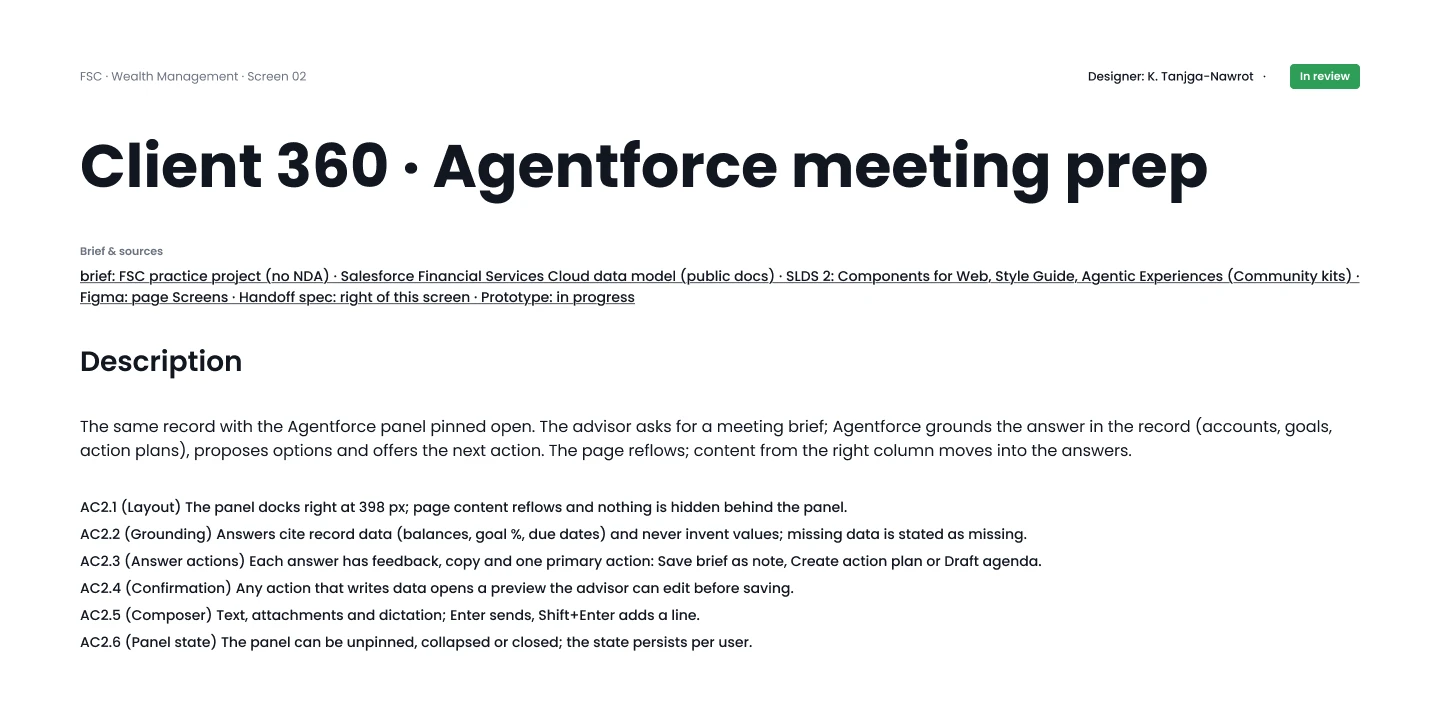 FSC · Wealth Management · Screen 02
Designer: K. Tanjga-Nawrot ·
In review
Client 360 · Agentforce meeting prep
Brief & sources
brief: FSC practice project (no NDA) · Salesforce Financial Services Cloud data model (public docs) · SLDS 2: Components for Web, Style Guide, Agentic Experiences (Community kits) ·
Figma: page Screens · Handoff spec: right of this screen · Prototype: in progress
Description
The same record with the Agentforce panel pinned open. The advisor asks for a meeting brief; Agentforce grounds the answer in the record (accounts, goals,
action plans), proposes options and offers the next action. The page reflows; content from the right column moves into the answers.
AC2.1 (Layout) The panel docks right at 398 px; page content reflows and nothing is hidden behind the panel.
AC2.2 (Grounding) Answers cite record data (balances, goal %, due dates) and never invent values; missing data is stated as missing.
AC2.3 (Answer actions) Each answer has feedback, copy and one primary action: Save brief as note, Create action plan or Draft agenda.
AC2.4 (Confirmation) Any action that writes data opens a preview the advisor can edit before saving.
AC2.5 (Composer) Text, attachments and dictation; Enter sends, Shift+Enter adds a line.
AC2.6 (Panel state) The panel can be unpinned, collapsed or closed; the state persists per user.